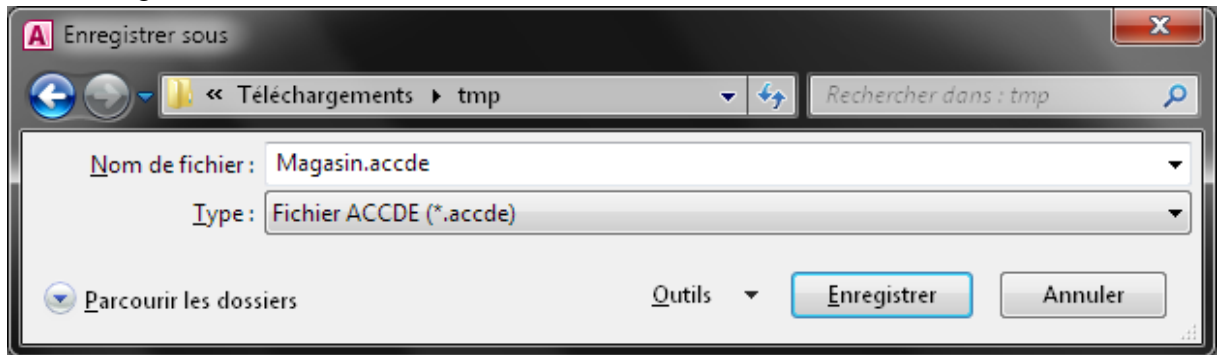 A Enregistrer sous
X
« Téléchargements ▸ tmp
Rechercher dans : tmp
Nom de fichier : Magasin.accde
Type : Fichier ACCDE (*.accde)
Parcourir les dossiers
Outils
Enregistrer
Annuler